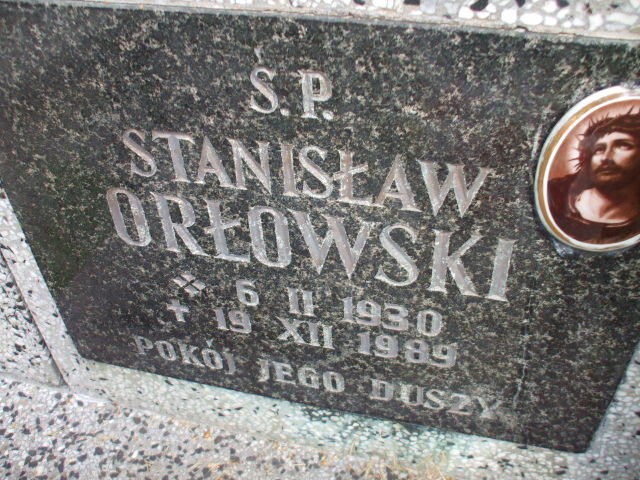 Ś.P.
STANISŁAW
ORŁOWSKI
* 6 II 1930
+ 19 XII 1989
POKÓJ JEGO DUSZY